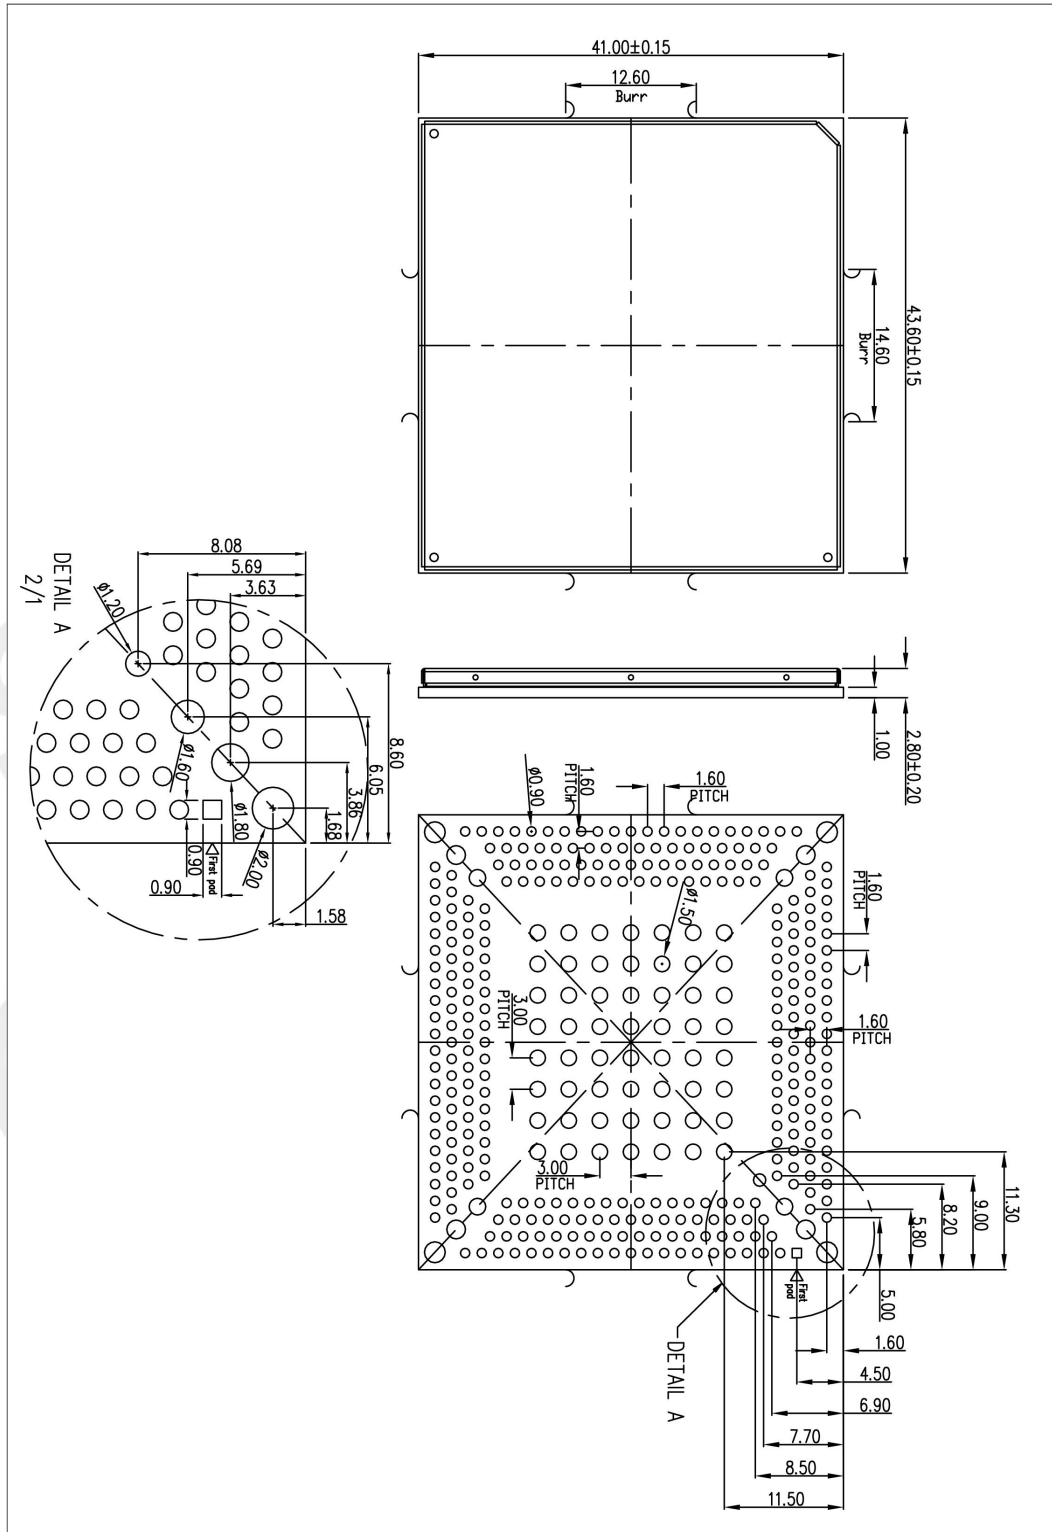 41.00±0.15
12.60
Burr
43.60±0.15
14.60
Burr
8.08
5.69
3.63
DETAIL A
2/1
ø1.20
ø1.60
ø1.80
ø2.00
8.60
6.05
3.86
1.68
0.90
First
pad
0.90
1.58
2.80±0.20
1.00
ø0.90
1.60
PITCH
1.60
PITCH
ø1.50
1.60
PITCH
3.00
PITCH
1.60
PITCH
3.00
PITCH
11.30
9.00
8.20
5.80
5.00
First
pad
1.60
DETAIL A
4.50
6.90
7.70
8.50
11.50